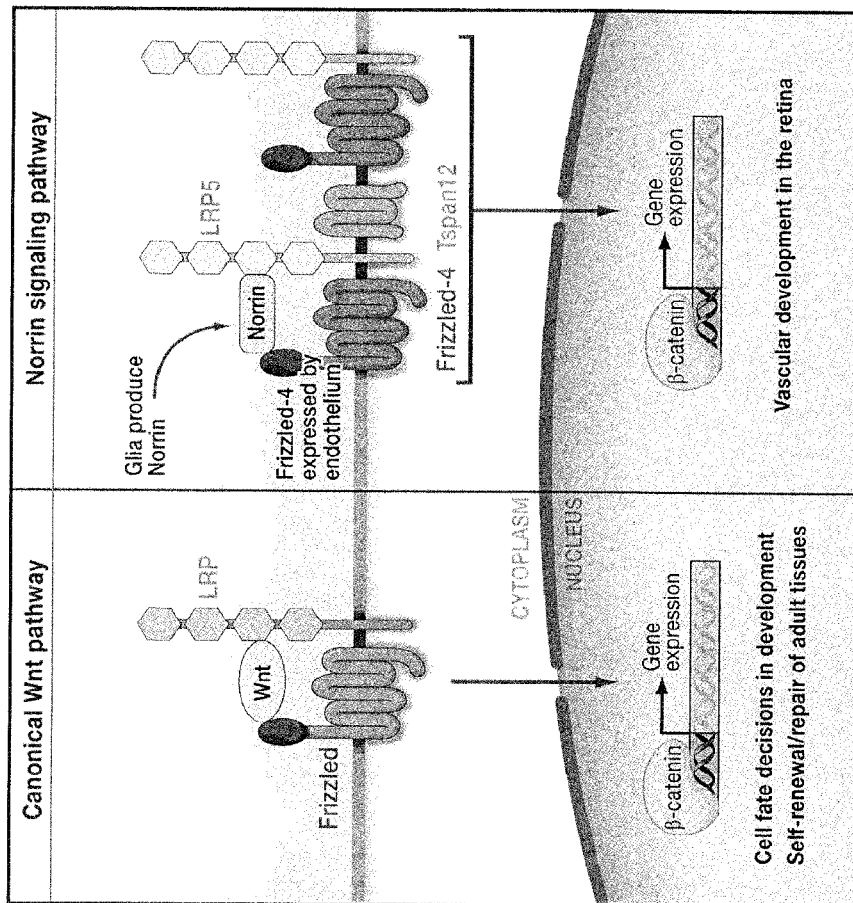 Canonical Wnt pathway
LRP
Wnt
Frizzled
CYTOPLASM
NUCLEUS
Gene
expression
β-catenin
Cell fate decisions in development
Self-renewal/repair of adult tissues
Norrin signaling pathway
Glia produce
Norrin
LRP5
Norrin
Frizzled-4
expressed by
endothelium
Frizzled-4 Tspan12
Gene
expression
β-catenin
Vascular development in the retina